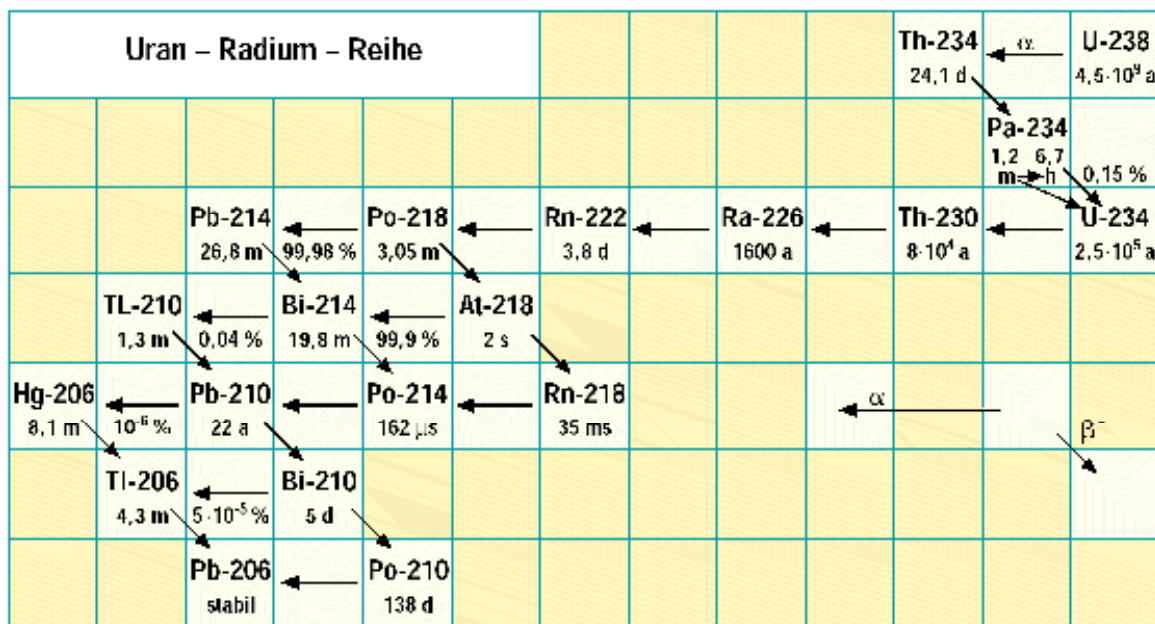 Uran – Radium – Reihe
Th-234 α U-238
24,1 d 4,5·10⁹ a
Pa-234
1,2 6,7
m h 0,15 %
Pb-214 Po-218 Rn-222 Ra-226 Th-230 U-234
26,8 m 99,98 % 3,05 m 3,8 d 1600 a 8·10⁴ a 2,5·10⁵ a
TL-210 Bi-214 At-218
1,3 m 0,04 % 19,8 m 99,9 % 2 s
Hg-206 Pb-210 Po-214 Rn-218 α
8,1 m 10⁻⁶ % 22 a 162 μs 35 ms β⁻
Tl-206 Bi-210
4,3 m 5·10⁻⁵ % 5 d
Pb-206 Po-210
stabil 138 d